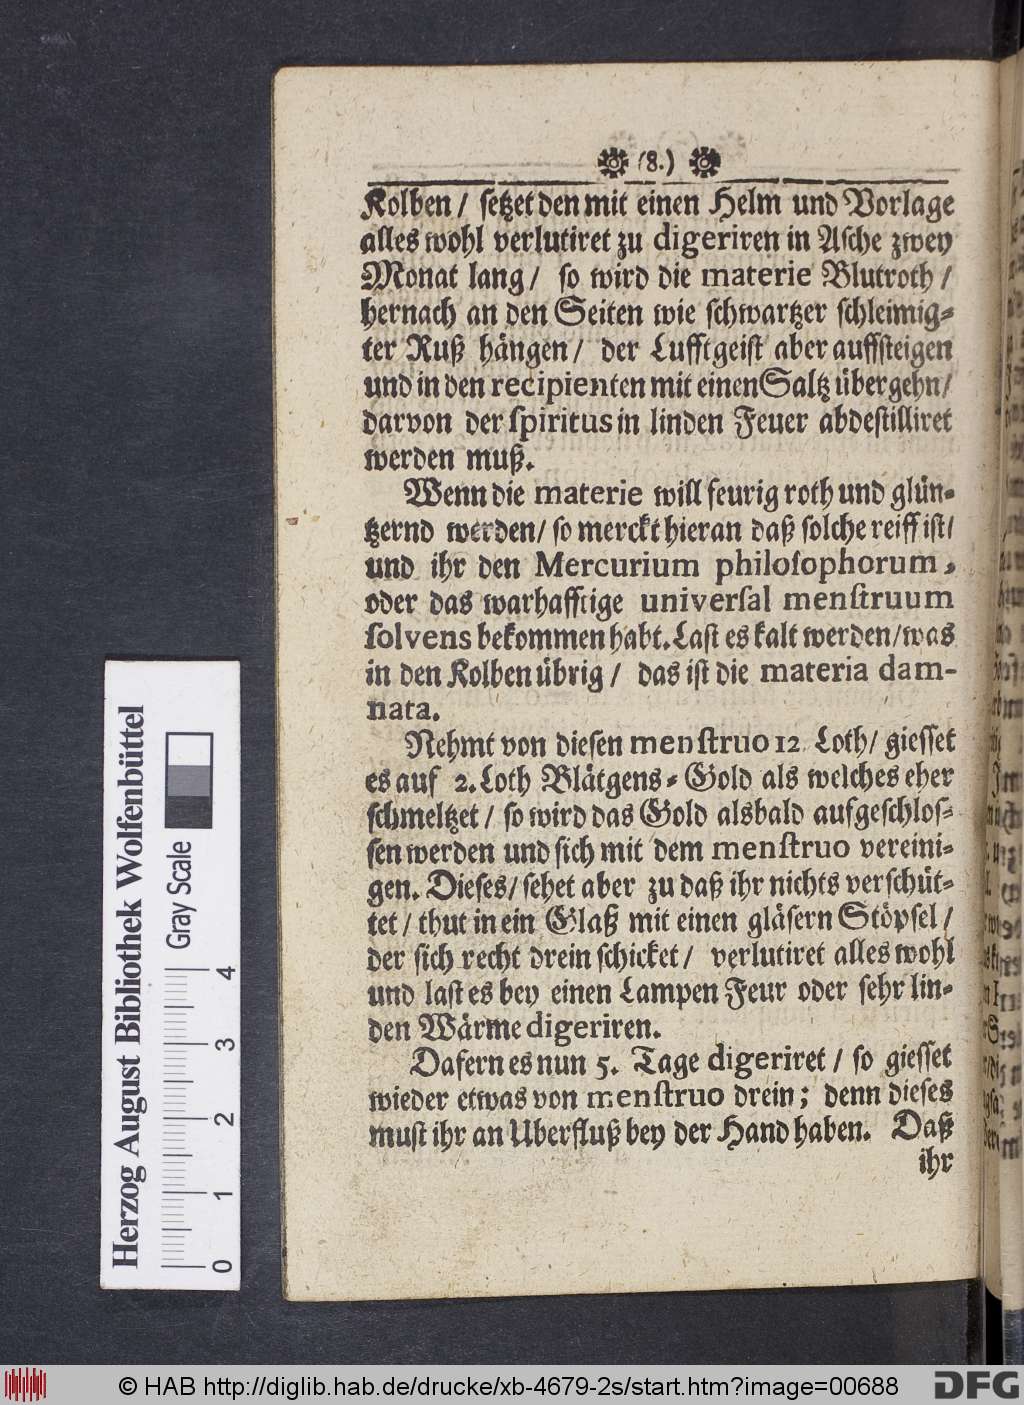 (8.)
Kolben / setzet den mit einen Helm und Vorlage
alles wohl verlutiret zu digeriren in Asche zwey
Monat lang / so wird die materie Blutroth /
hernach an den Seiten wie schwartzer schleimig-
ter Ruß hängen / der Lufftgeist aber auffsteigen
und in den recipienten mit einen Saltz übergehn /
darvon der spiritus in linden Feuer abdestilliret
werden muß.
Wenn die materie will feurig roth und glün-
tzernd werden / so merckt hieran daß solche reiff ist /
und ihr den Mercurium philosophorum,
oder das warhafftige universal menstruum
solvens bekommen habt. Last es kalt werden / was
in den Kolben übrig / das ist die materia dam-
nata.
Nehmt von diesen menstruo 12 Loth / giesset
es auf 2. Loth Blätgens-Gold als welches eher
schmeltzet / so wird das Gold alsbald aufgeschlos-
sen werden und sich mit dem menstruo vereini-
gen. Dieses / sehet aber zu daß ihr nichts verschüt-
tet / thut in ein Glaß mit einen gläsern Stöpsel /
der sich recht drein schicket / verlutiret alles wohl
und last es bey einen Lampen Feur oder sehr lin-
den Wärme digeriren.
Dafern es nun 5. Tage digeriret / so giesset
wieder etwas von menstruo drein; denn dieses
must ihr an Uberfluß bey der Hand haben. Daß
ihr
Herzog August Bibliothek Wolfenbüttel
Gray Scale
0 1 2 3 4
© HAB http://diglib.hab.de/drucke/xb-4679-2s/start.htm?image=00688
DFG